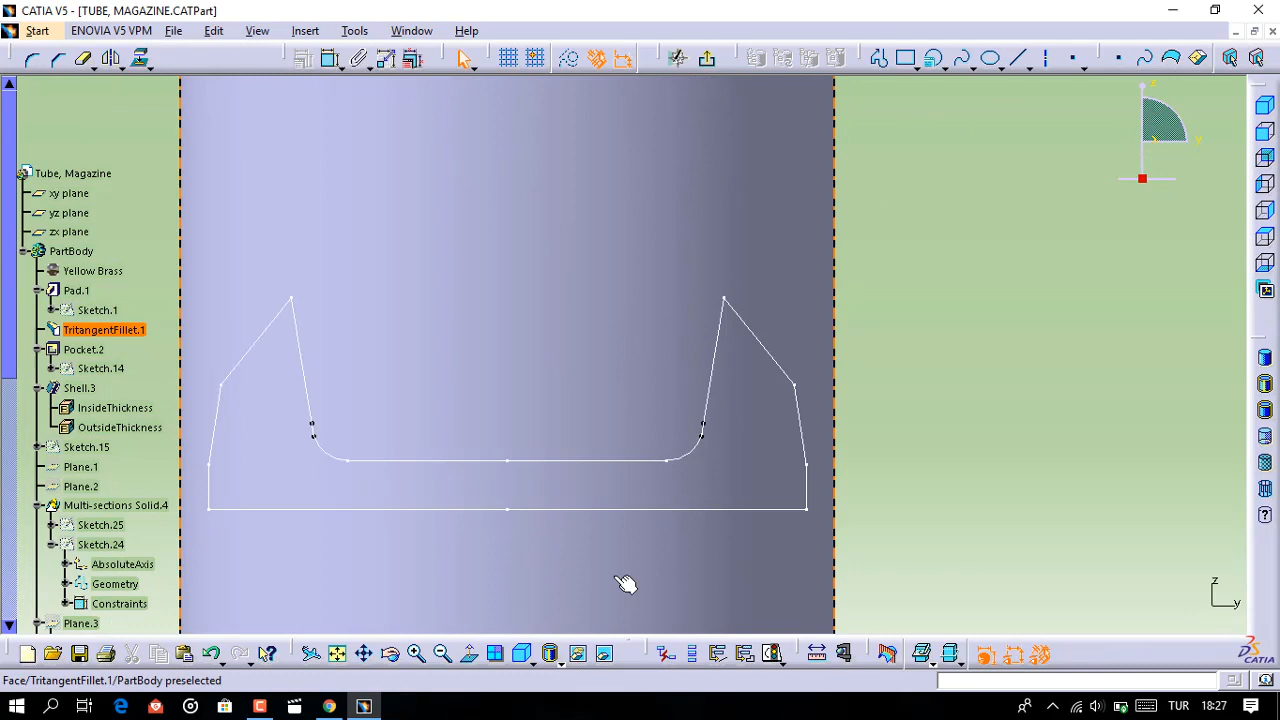 CATIA V5 - [TUBE, MAGAZINE.CATPart]
Start ENOVIA V5 VPM File Edit View Insert Tools Window Help
Tube, Magazine
xy plane
yz plane
zx plane
PartBody
Yellow Brass
Pad.1
Sketch.1
TritangentFillet.1
Pocket.2
Sketch.14
Shell.3
InsideThickness
OutsideThickness
Sketch.15
Plane.1
Plane.2
Multi-sections Solid.4
Sketch.25
Sketch.24
AbsoluteAxis
Geometry
Constraints
Plane.3
z
y
CATIA
Face/TritangentFillet.1/PartBody preselected
TUR 18:27